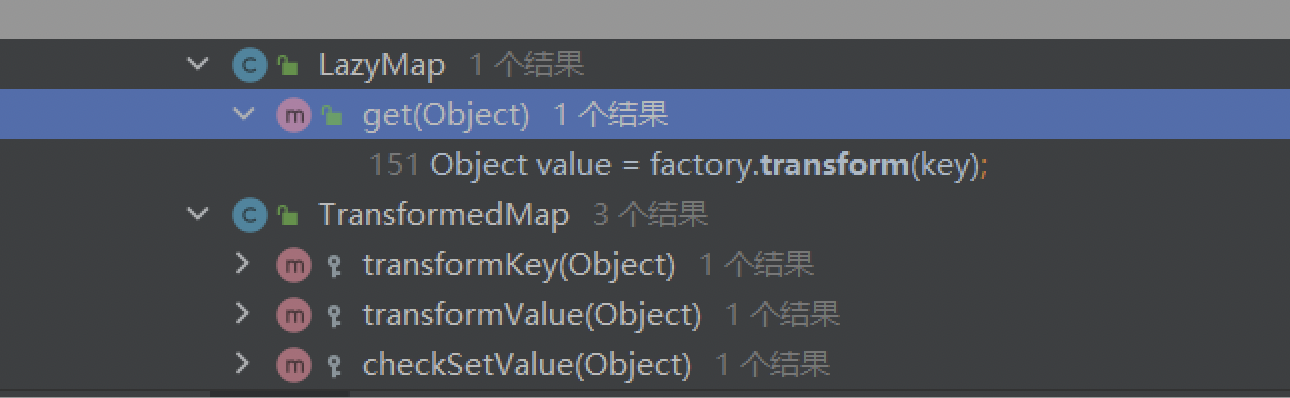 LazyMap 1 个结果
get(Object) 1 个结果
151 Object value = factory.transform(key);
TransformedMap 3 个结果
transformKey(Object) 1 个结果
transformValue(Object) 1 个结果
checkSetValue(Object) 1 个结果